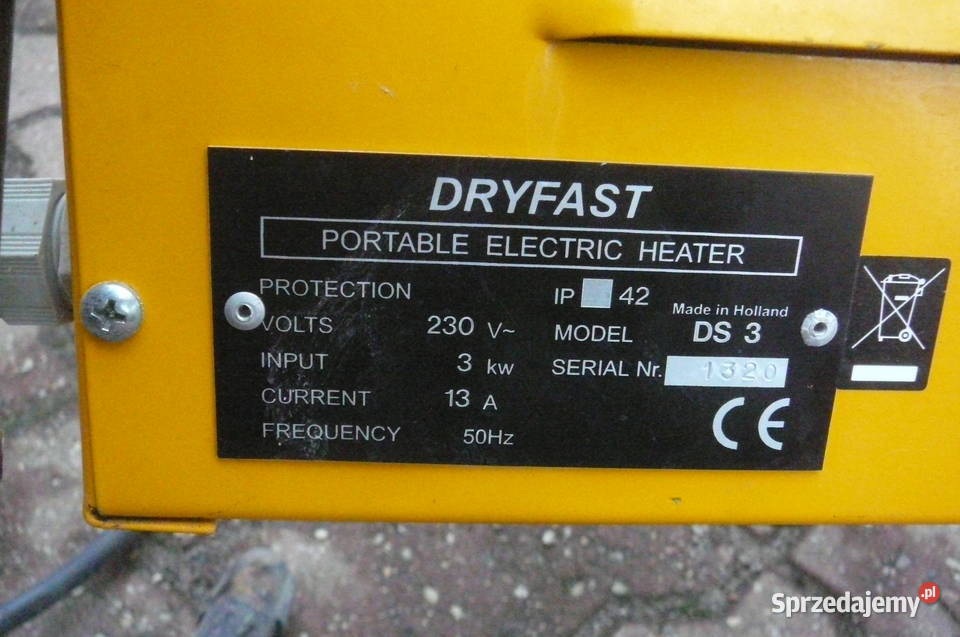 DRYFAST
PORTABLE ELECTRIC HEATER
PROTECTION IP 42
Made in Holland
VOLTS 230 V~ MODEL DS 3
INPUT 3 kw SERIAL Nr. 1320
CURRENT 13 A
FREQUENCY 50Hz
CE
Sprzedajemy.pl